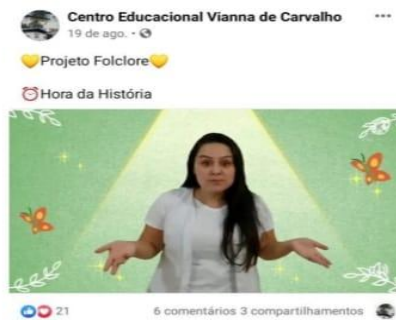 Centro Educacional Vianna de Carvalho
19 de ago. •
💛Projeto Folclore💛
⏰Hora da História
21
6 comentários 3 compartilhamentos